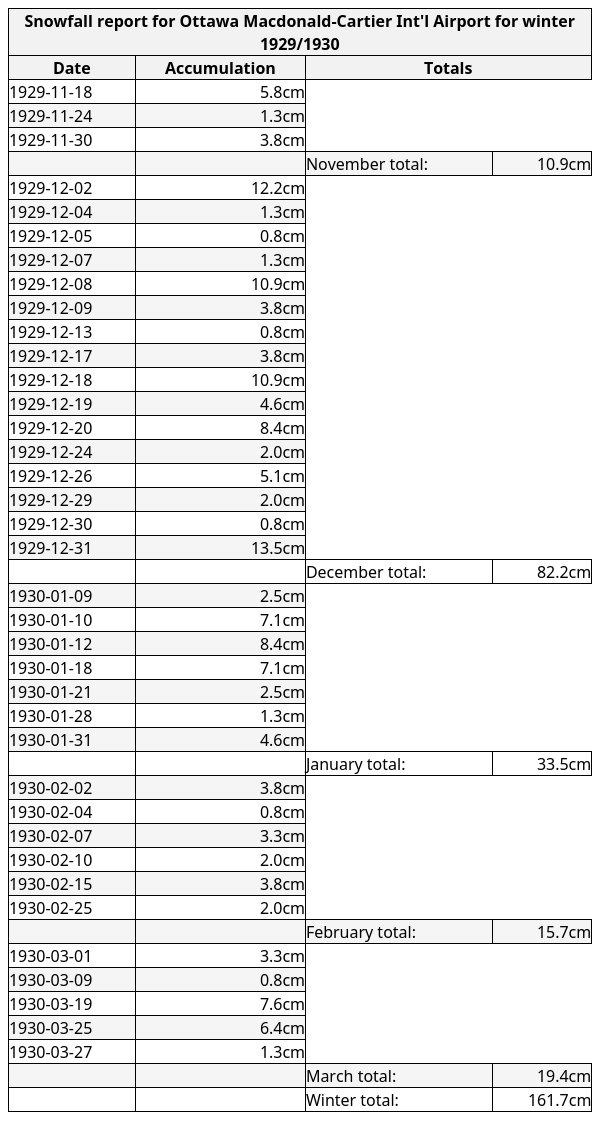 Snowfall report for Ottawa Macdonald-Cartier Int'l Airport for winter
1929/1930
Date Accumulation Totals
1929-11-18 5.8cm
1929-11-24 1.3cm
1929-11-30 3.8cm
November total: 10.9cm
1929-12-02 12.2cm
1929-12-04 1.3cm
1929-12-05 0.8cm
1929-12-07 1.3cm
1929-12-08 10.9cm
1929-12-09 3.8cm
1929-12-13 0.8cm
1929-12-17 3.8cm
1929-12-18 10.9cm
1929-12-19 4.6cm
1929-12-20 8.4cm
1929-12-24 2.0cm
1929-12-26 5.1cm
1929-12-29 2.0cm
1929-12-30 0.8cm
1929-12-31 13.5cm
December total: 82.2cm
1930-01-09 2.5cm
1930-01-10 7.1cm
1930-01-12 8.4cm
1930-01-18 7.1cm
1930-01-21 2.5cm
1930-01-28 1.3cm
1930-01-31 4.6cm
January total: 33.5cm
1930-02-02 3.8cm
1930-02-04 0.8cm
1930-02-07 3.3cm
1930-02-10 2.0cm
1930-02-15 3.8cm
1930-02-25 2.0cm
February total: 15.7cm
1930-03-01 3.3cm
1930-03-09 0.8cm
1930-03-19 7.6cm
1930-03-25 6.4cm
1930-03-27 1.3cm
March total: 19.4cm
Winter total: 161.7cm